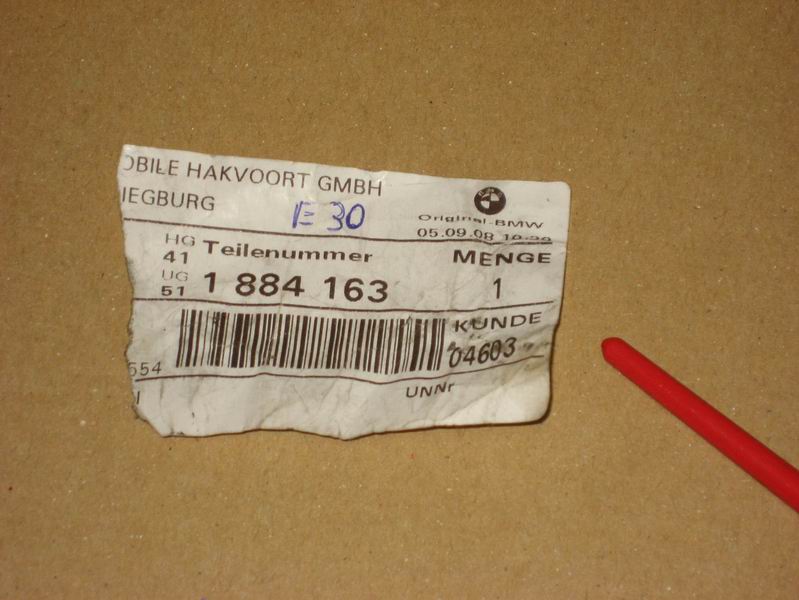 OBILE HAKVOORT GMBH
IEGBURG
E 30
Original-BMW
05.09.08
HG Teilenummer MENGE
41
UG 1 884 163 1
51
KUNDE
554 04603
UNNr